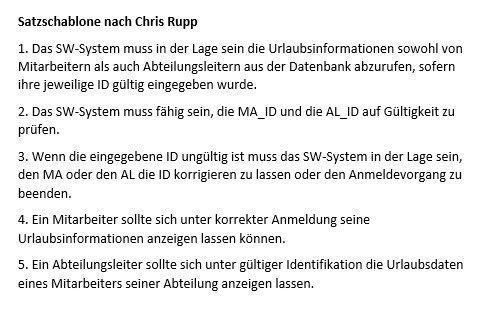 Satzschablone nach Chris Rupp
1. Das SW-System muss in der Lage sein die Urlaubsinformationen sowohl von
Mitarbeitern als auch Abteilungsleitern aus der Datenbank abzurufen, sofern
ihre jeweilige ID gültig eingegeben wurde.
2. Das SW-System muss fähig sein, die MA_ID und die AL_ID auf Gültigkeit zu
prüfen.
3. Wenn die eingegebene ID ungültig ist muss das SW-System in der Lage sein,
den MA oder den AL die ID korrigieren zu lassen oder den Anmeldevorgang zu
beenden.
4. Ein Mitarbeiter sollte sich unter korrekter Anmeldung seine
Urlaubsinformationen anzeigen lassen können.
5. Ein Abteilungsleiter sollte sich unter gültiger Identifikation die Urlaubsdaten
eines Mitarbeiters seiner Abteilung anzeigen lassen.